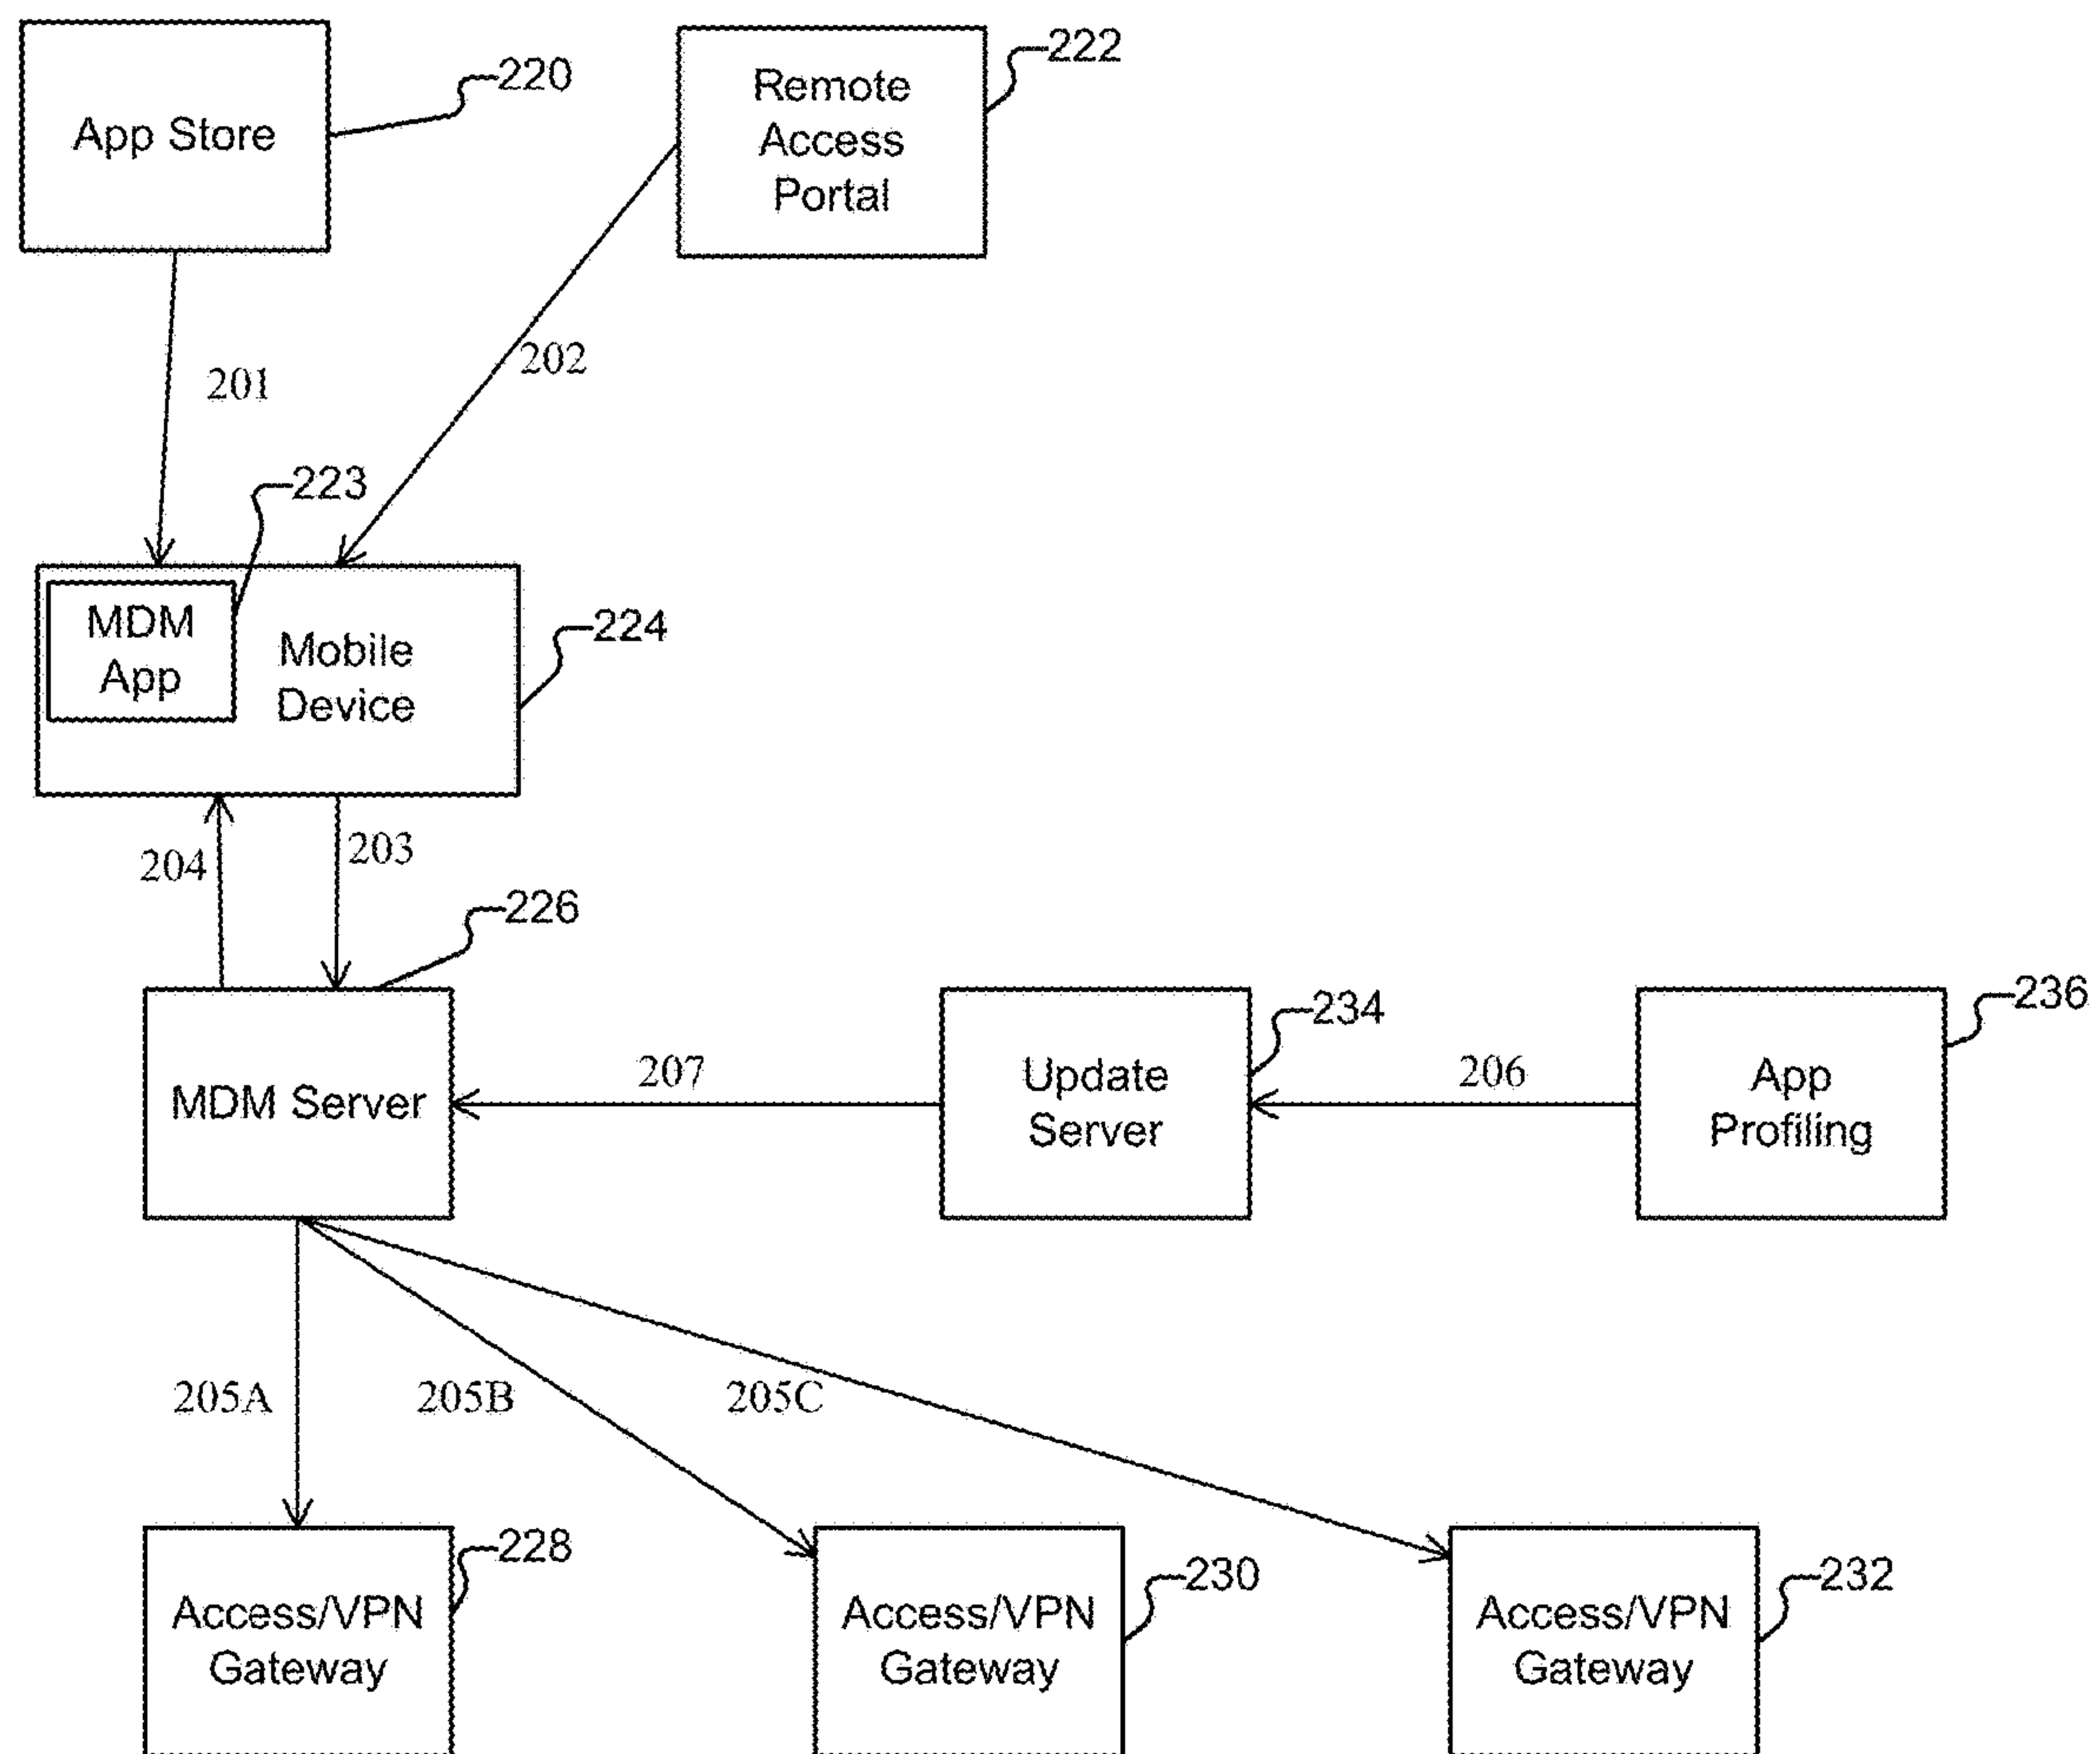 App Store
220
Remote
Access
Portal
222
201
202
223
MDM
App
Mobile
Device
224
204
203
226
MDM Server
207
Update
Server
234
206
App
Profiling
236
205A
205B
205C
Access/VPN
Gateway
228
Access/VPN
Gateway
230
Access/VPN
Gateway
232